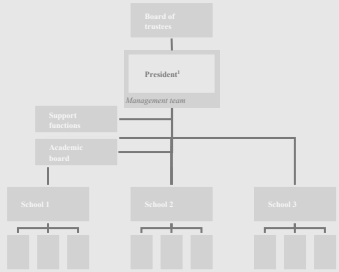 Board of
trustees
President¹
Management team
Support
functions
Academic
board
School 1
School 2
School 3